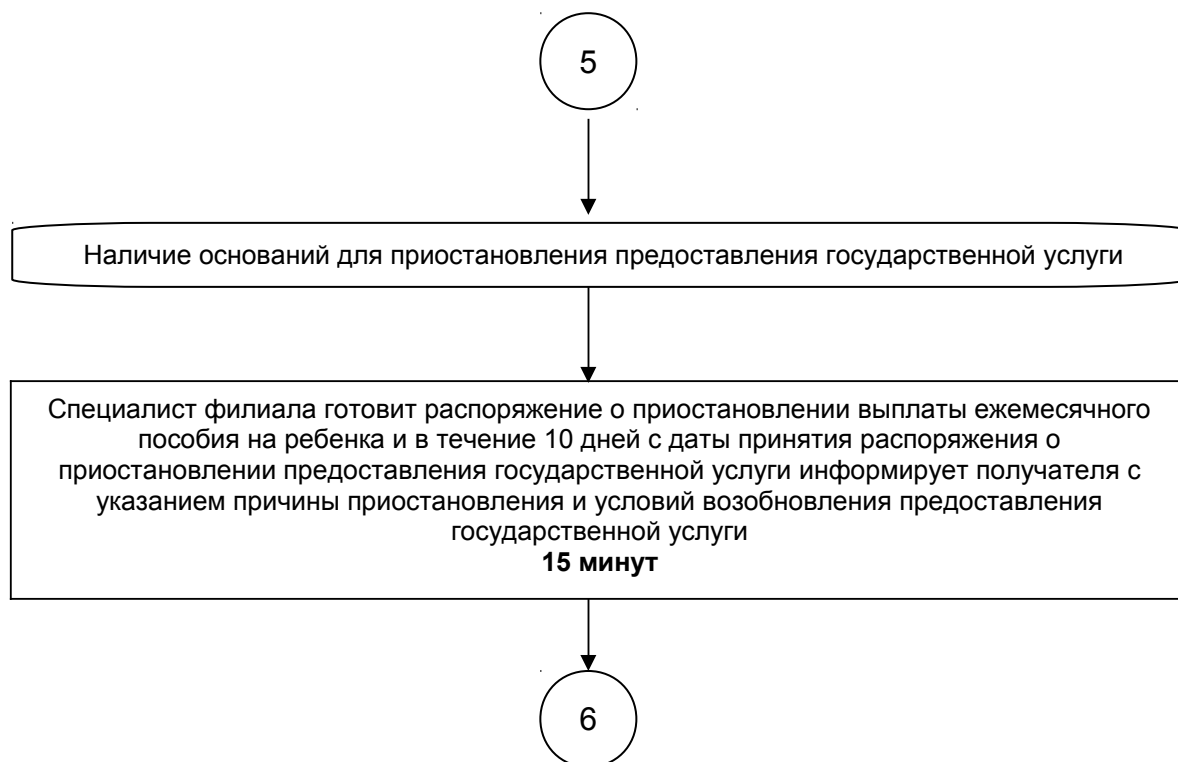 5
Наличие оснований для приостановления предоставления государственной услуги
Специалист филиала готовит распоряжение о приостановлении выплаты ежемесячного
пособия на ребенка и в течение 10 дней с даты принятия распоряжения о
приостановлении предоставления государственной услуги информирует получателя с
указанием причины приостановления и условий возобновления предоставления
государственной услуги
15 минут
6